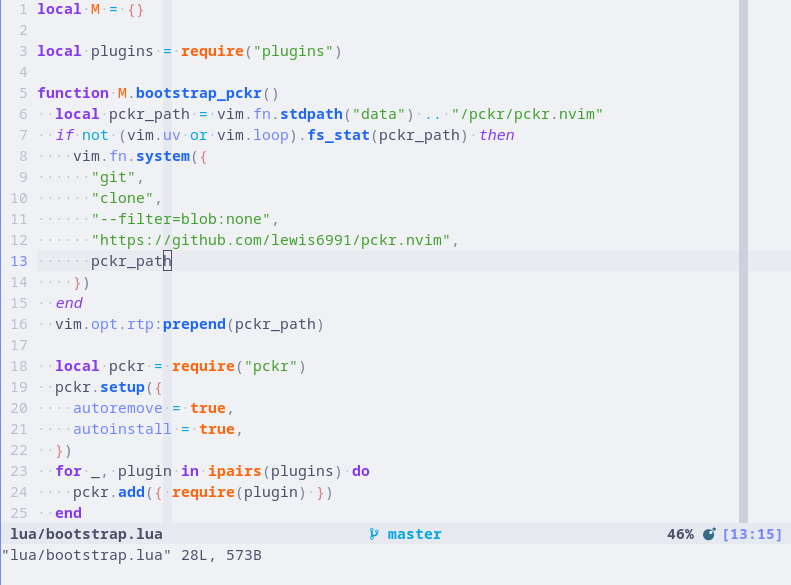 1 local M = {}
2
3 local·plugins·=·require("plugins")
4
5 function·M.bootstrap_pckr()
6 ··local·pckr_path·=·vim.fn.stdpath("data")·..·"/pckr/pckr.nvim"
7 ··if·not·(vim.uv·or·vim.loop).fs_stat(pckr_path)·then
8 ····vim.fn.system({
9 ······"git",
10 ······"clone",
11 ······"--filter=blob:none",
12 ······"https://github.com/lewis6991/pckr.nvim",
13 ······pckr_path
14 ····})
15 ··end
16 ··vim.opt.rtp:prepend(pckr_path)
17
18 ··local·pckr·=·require("pckr")
19 ··pckr.setup({
20 ····autoremove·=·true,
21 ····autoinstall·=·true,
22 ··})
23 ··for·_,·plugin·in·ipairs(plugins)·do
24 ····pckr.add({·require(plugin)·})
25 ··end
lua/bootstrap.lua master 46% [13:15]
"lua/bootstrap.lua" 28L, 573B